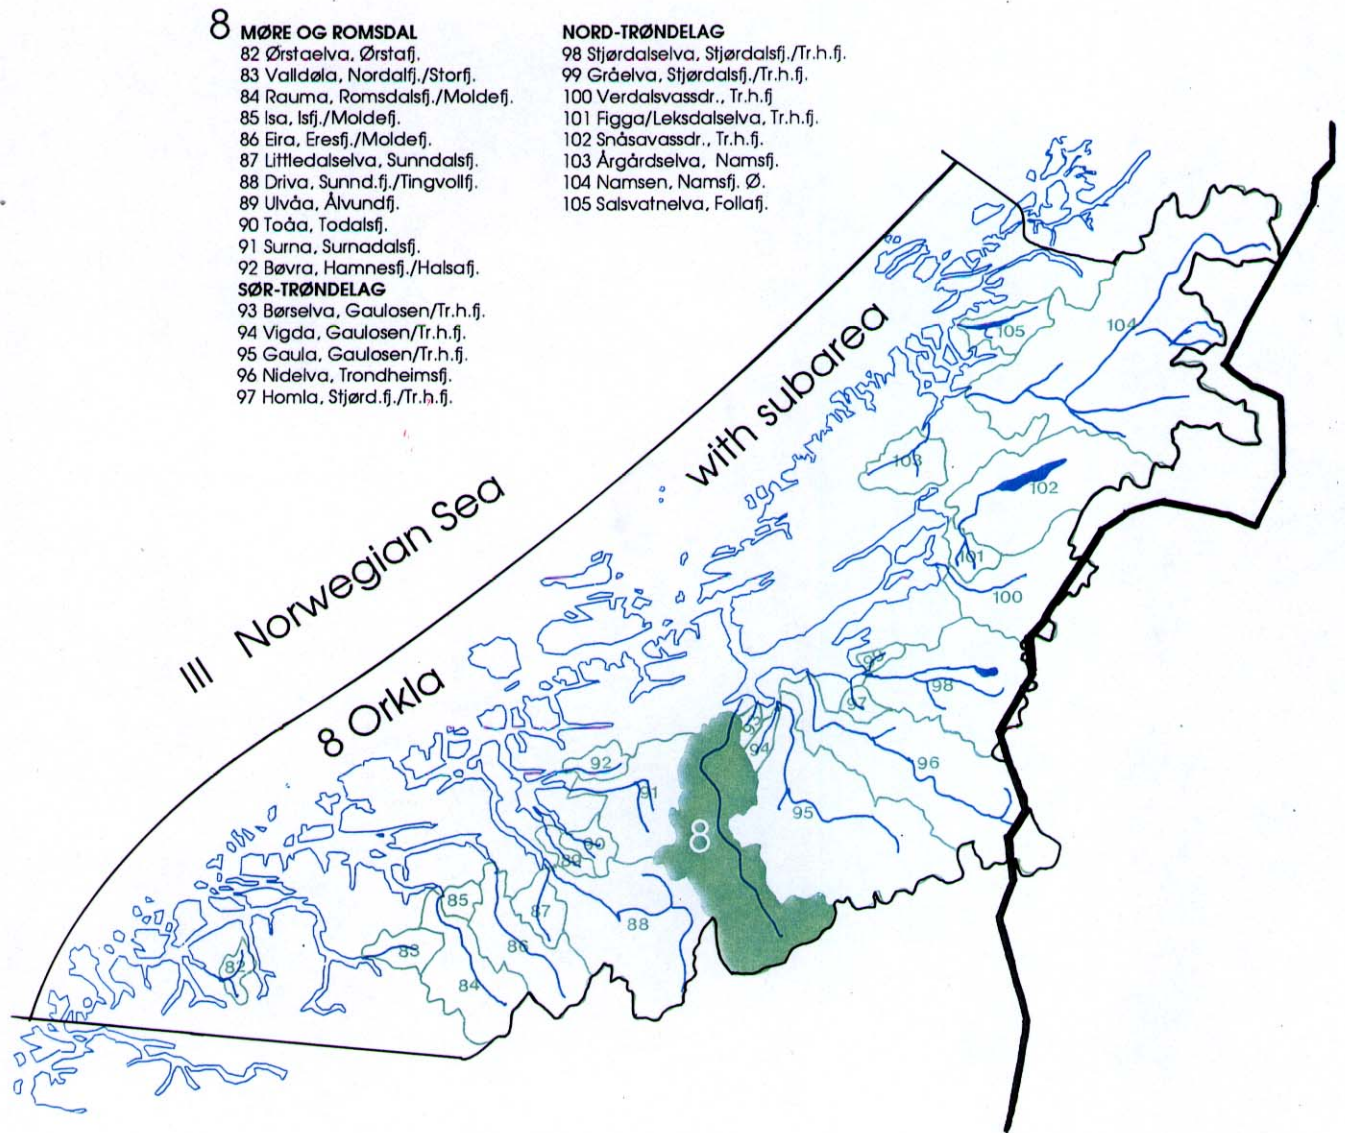 8 MØRE OG ROMSDAL
82 Ørstaelva, Ørstafj.
83 Valldøla, Nordalfj./Storfj.
84 Rauma, Romsdalsfj./Moldefj.
85 Isa, Isfj./Moldefj.
86 Eira, Eresfj./Moldefj.
87 Littledalselva, Sunndalsfj.
88 Driva, Sunnd.fj./Tingvollfj.
89 Ulvåa, Ålvundfj.
90 Toåa, Todalsfj.
91 Surna, Surnadalsfj.
92 Bøvra, Hamnesfj./Halsafj.
SØR-TRØNDELAG
93 Børselva, Gaulosen/Tr.h.fj.
94 Vigda, Gaulosen/Tr.h.fj.
95 Gaula, Gaulosen/Tr.h.fj.
96 Nidelva, Trondheimsfj.
97 Homla, Stjørd.fj./Tr.h.fj.
NORD-TRØNDELAG
98 Stjørdalselva, Stjørdalsfj./Tr.h.fj.
99 Gråelva, Stjørdalsfj./Tr.h.fj.
100 Verdalsvassdr., Tr.h.fj
101 Figga/Leksdalselva, Tr.h.fj.
102 Snåsavassdr., Tr.h.fj.
103 Årgårdselva, Namsfj.
104 Namsen, Namsfj. Ø.
105 Salsvatnelva, Follafj.
III Norwegian Sea
with subarea
8 Orkla
105
104
103
102
101
100
99
98
97
96
94
95
92
91
90
89
8
85
87
88
86
83
84
82